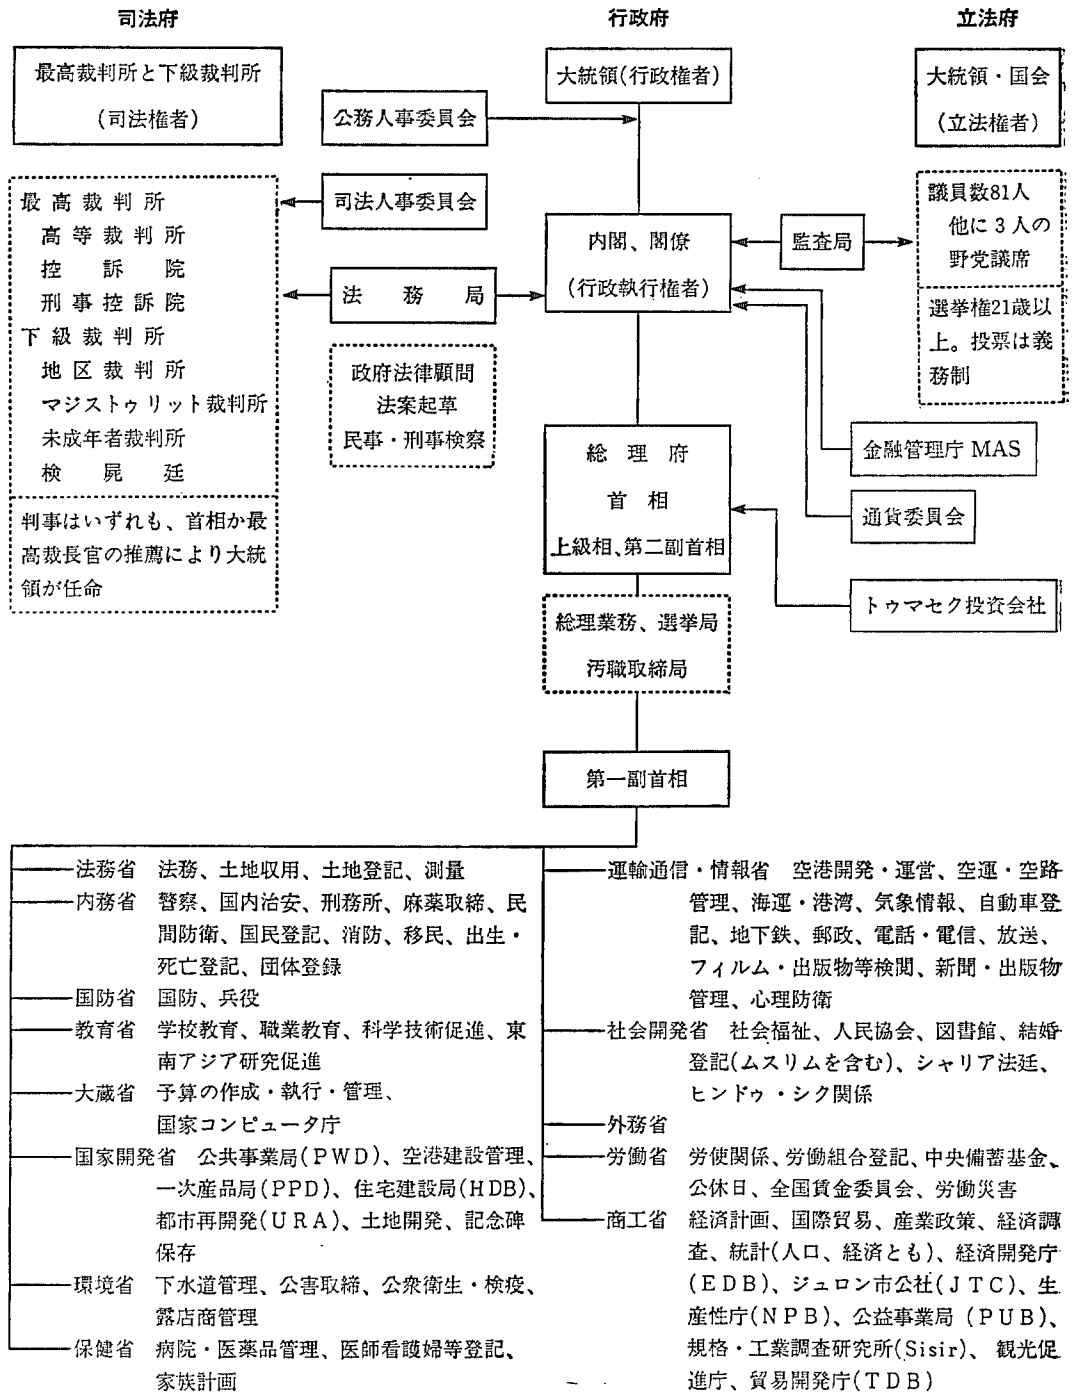 司法府
最高裁判所と下級裁判所
(司法権者)
最高裁判所
高等裁判所
控訴院
刑事控訴院
下級裁判所
地区裁判所
マジストゥリット裁判所
未成年者裁判所
検屍廷
判事はいずれも、首相か最
高裁長官の推薦により大統
領が任命
公務人事委員会
司法人事委員会
法務局
政府法律顧問
法案起草
民事・刑事検察
行政府
大統領(行政権者)
内閣、閣僚
(行政執行権者)
総理府
首相
上級相、第二副首相
総理業務、選挙局
汚職取締局
第一副首相
立法府
大統領・国会
(立法権者)
監査局
議員数81人
他に3人の
野党議席
選挙権21歳以
上。投票は義
務制
金融管理庁 MAS
通貨委員会
トゥマセク投資会社
法務省 法務、土地収用、土地登記、測量
内務省 警察、国内治安、刑務所、麻薬取締、民
間防衛、国民登記、消防、移民、出生・
死亡登記、団体登録
国防省 国防、兵役
教育省 学校教育、職業教育、科学技術促進、東
南アジア研究促進
大蔵省 予算の作成・執行・管理、
国家コンピュータ庁
国家開発省 公共事業局(PWD)、空港建設管理、
一次産品局(PPD)、住宅建設局(HDB)、
都市再開発(URA)、土地開発、記念碑
保存
環境省 下水道管理、公害取締、公衆衛生・検疫、
露店商管理
保健省 病院・医薬品管理、医師看護婦等登記、
家族計画
運輸通信・情報省 空港開発・運営、空運・空路
管理、海運・港湾、気象情報、自動車登
記、地下鉄、郵政、電話・電信、放送、
フィルム・出版物等検閲、新聞・出版物
管理、心理防衛
社会開発省 社会福祉、人民協会、図書館、結婚
登記(ムスリムを含む)、シャリア法廷、
ヒンドゥ・シク関係
外務省
労働省 労使関係、労働組合登記、中央備蓄基金、
公休日、全国賃金委員会、労働災害
商工省 経済計画、国際貿易、産業政策、経済調
査、統計(人口、経済とも)、経済開発庁
(EDB)、ジュロン市公社(JTC)、生
産性庁(NPB)、公益事業局(PUB)、
規格・工業調査研究所(Sisir)、観光促
進庁、貿易開発庁(TDB)